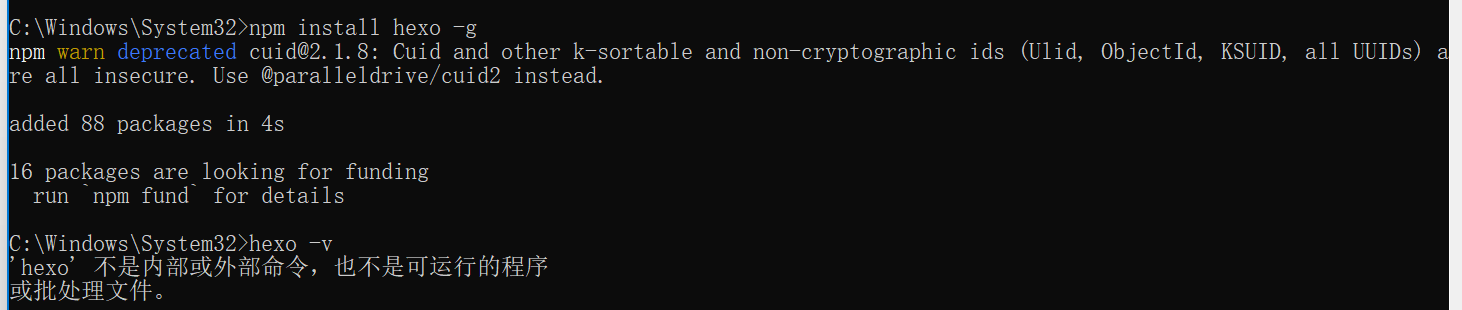 C:\Windows\System32>npm install hexo -g
npm warn deprecated cuid@2.1.8: Cuid and other k-sortable and non-cryptographic ids (Ulid, ObjectId, KSUID, all UUIDs) a
re all insecure. Use @paralleldrive/cuid2 instead.
added 88 packages in 4s
16 packages are looking for funding
  run `npm fund` for details
C:\Windows\System32>hexo -v
'hexo' 不是内部或外部命令，也不是可运行的程序
或批处理文件。